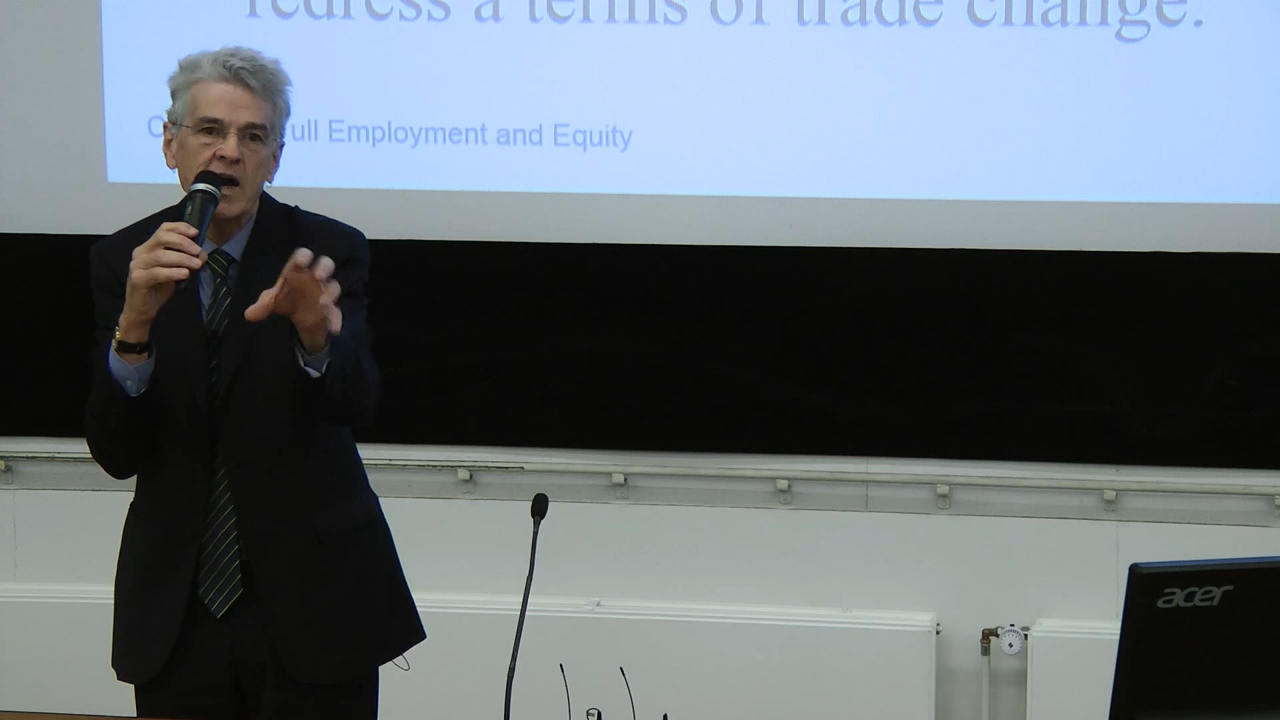 redress a terms of trade change.
ull Employment and Equity
acer